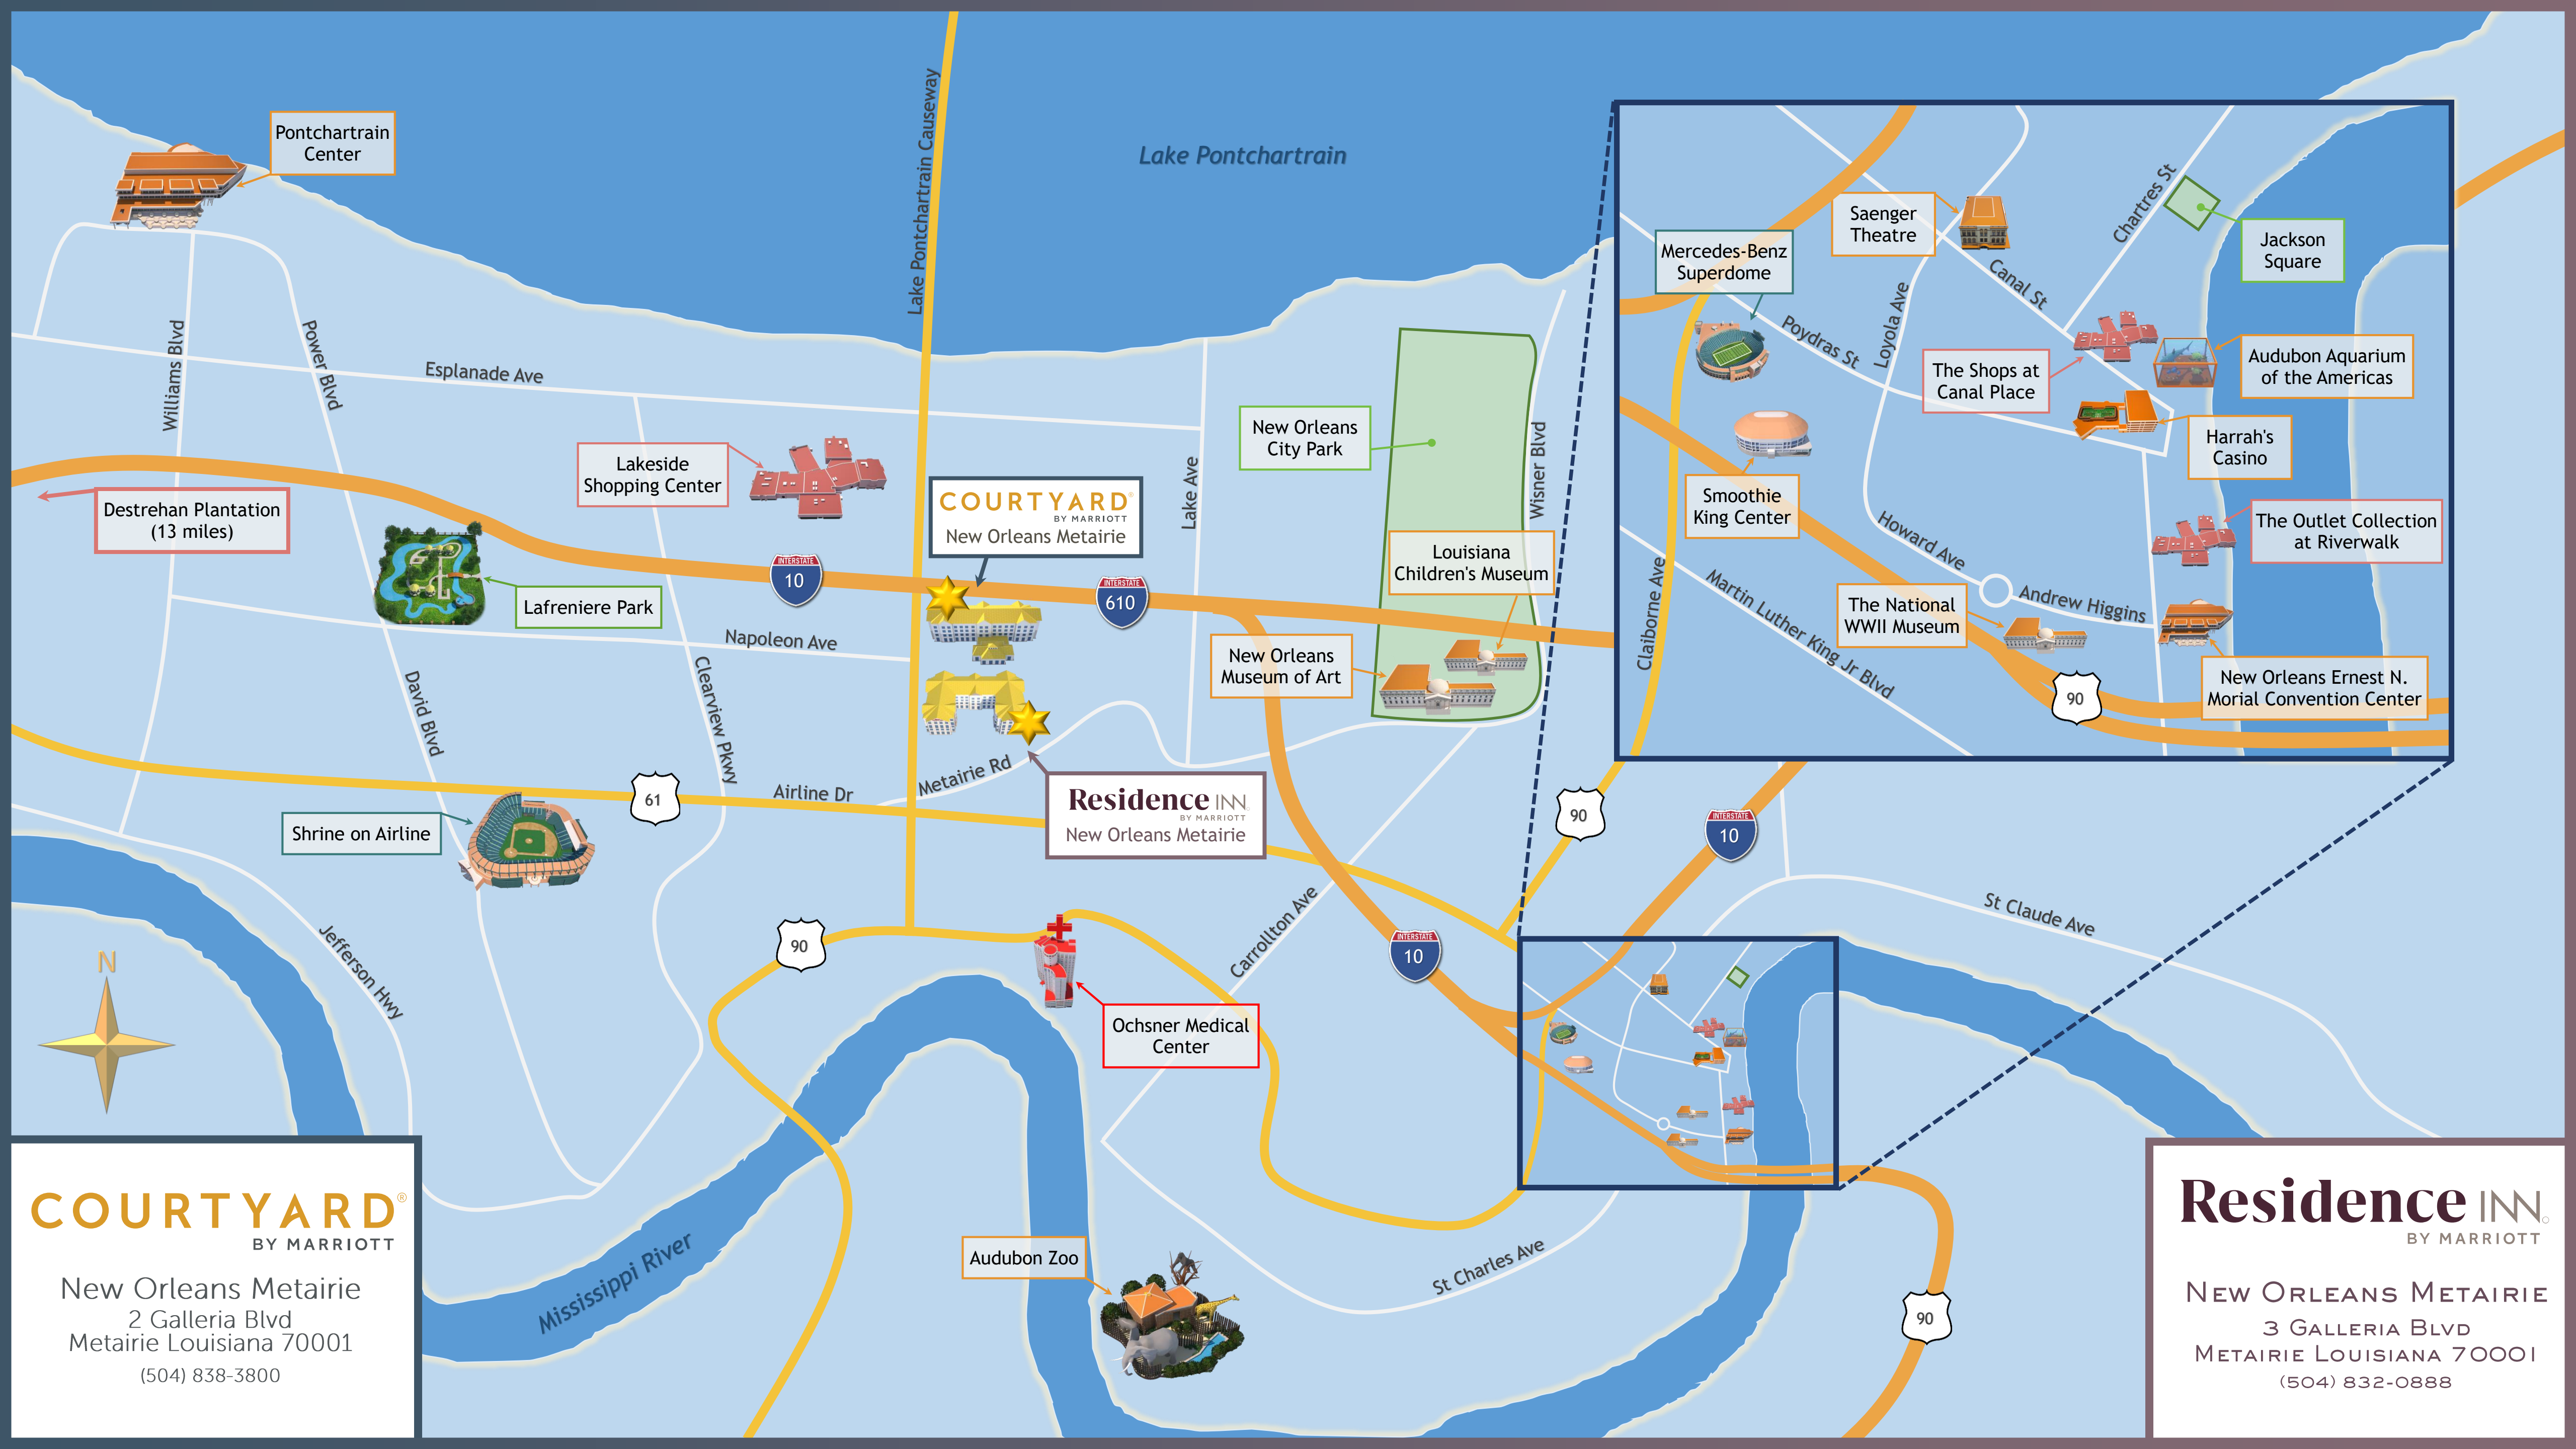 Pontchartrain
Center
Lake Pontchartrain Causeway
Lake Pontchartrain
Williams Blvd
Power Blvd
Esplanade Ave
Destrehan Plantation
(13 miles)
Lafreniere Park
Lakeside
Shopping Center
INTERSTATE
10
COURTYARD®
BY MARRIOTT
New Orleans Metairie
INTERSTATE
610
Lake Ave
New Orleans
City Park
Wisner Blvd
Louisiana
Children's Museum
New Orleans
Museum of Art
Napoleon Ave
David Blvd
Clearview Pkwy
Metairie Rd
Airline Dr
61
Shrine on Airline
Residence INN
BY MARRIOTT
New Orleans Metairie
Saenger
Theatre
Mercedes-Benz
Superdome
Chartres St
Jackson
Square
Canal St
Loyola Ave
Poydras St
The Shops at
Canal Place
Audubon Aquarium
of the Americas
Harrah's
Casino
Smoothie
King Center
The Outlet Collection
at Riverwalk
Howard Ave
Andrew Higgins
The National
WWII Museum
Claiborne Ave
Martin Luther King Jr Blvd
90
New Orleans Ernest N.
Morial Convention Center
90
INTERSTATE
10
St Claude Ave
Carrollton Ave
INTERSTATE
10
90
Jefferson Hwy
N
Ochsner Medical
Center
Audubon Zoo
Mississippi River
St Charles Ave
90
COURTYARD®
BY MARRIOTT
New Orleans Metairie
2 Galleria Blvd
Metairie Louisiana 70001
(504) 838-3800
Residence INN
BY MARRIOTT
NEW ORLEANS METAIRIE
3 GALLERIA BLVD
METAIRIE LOUISIANA 70001
(504) 832-0888